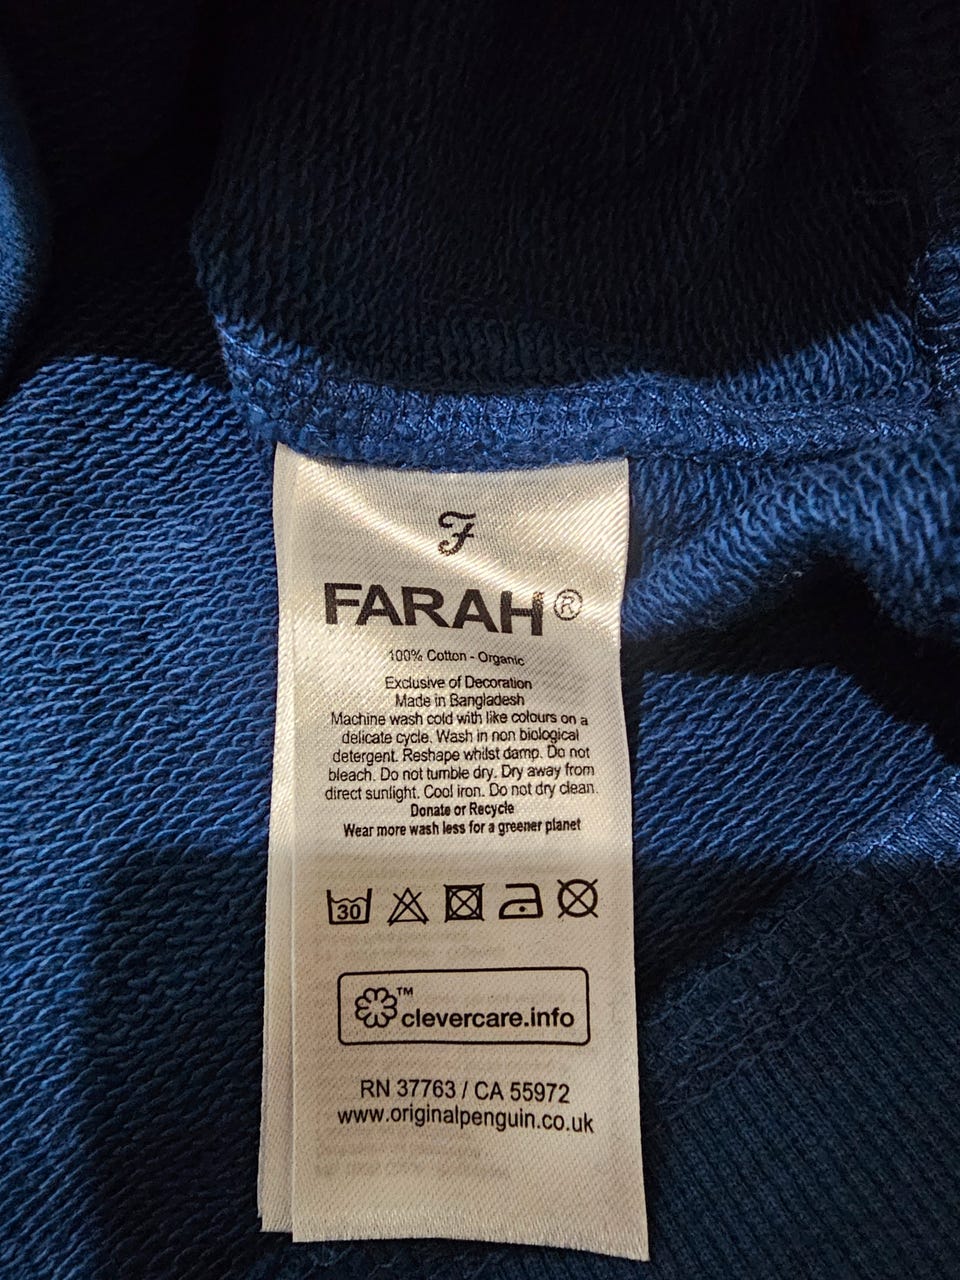 F
FARAH®
100% Cotton - Organic
Exclusive of Decoration
Made in Bangladesh
Machine wash cold with like colours on a
delicate cycle. Wash in non biological
detergent. Reshape whilst damp. Do not
bleach. Do not tumble dry. Dry away from
direct sunlight. Cool iron. Do not dry clean.
Donate or Recycle
Wear more wash less for a greener planet
30
™ clevercare.info
RN 37763 / CA 55972
www.originalpenguin.co.uk